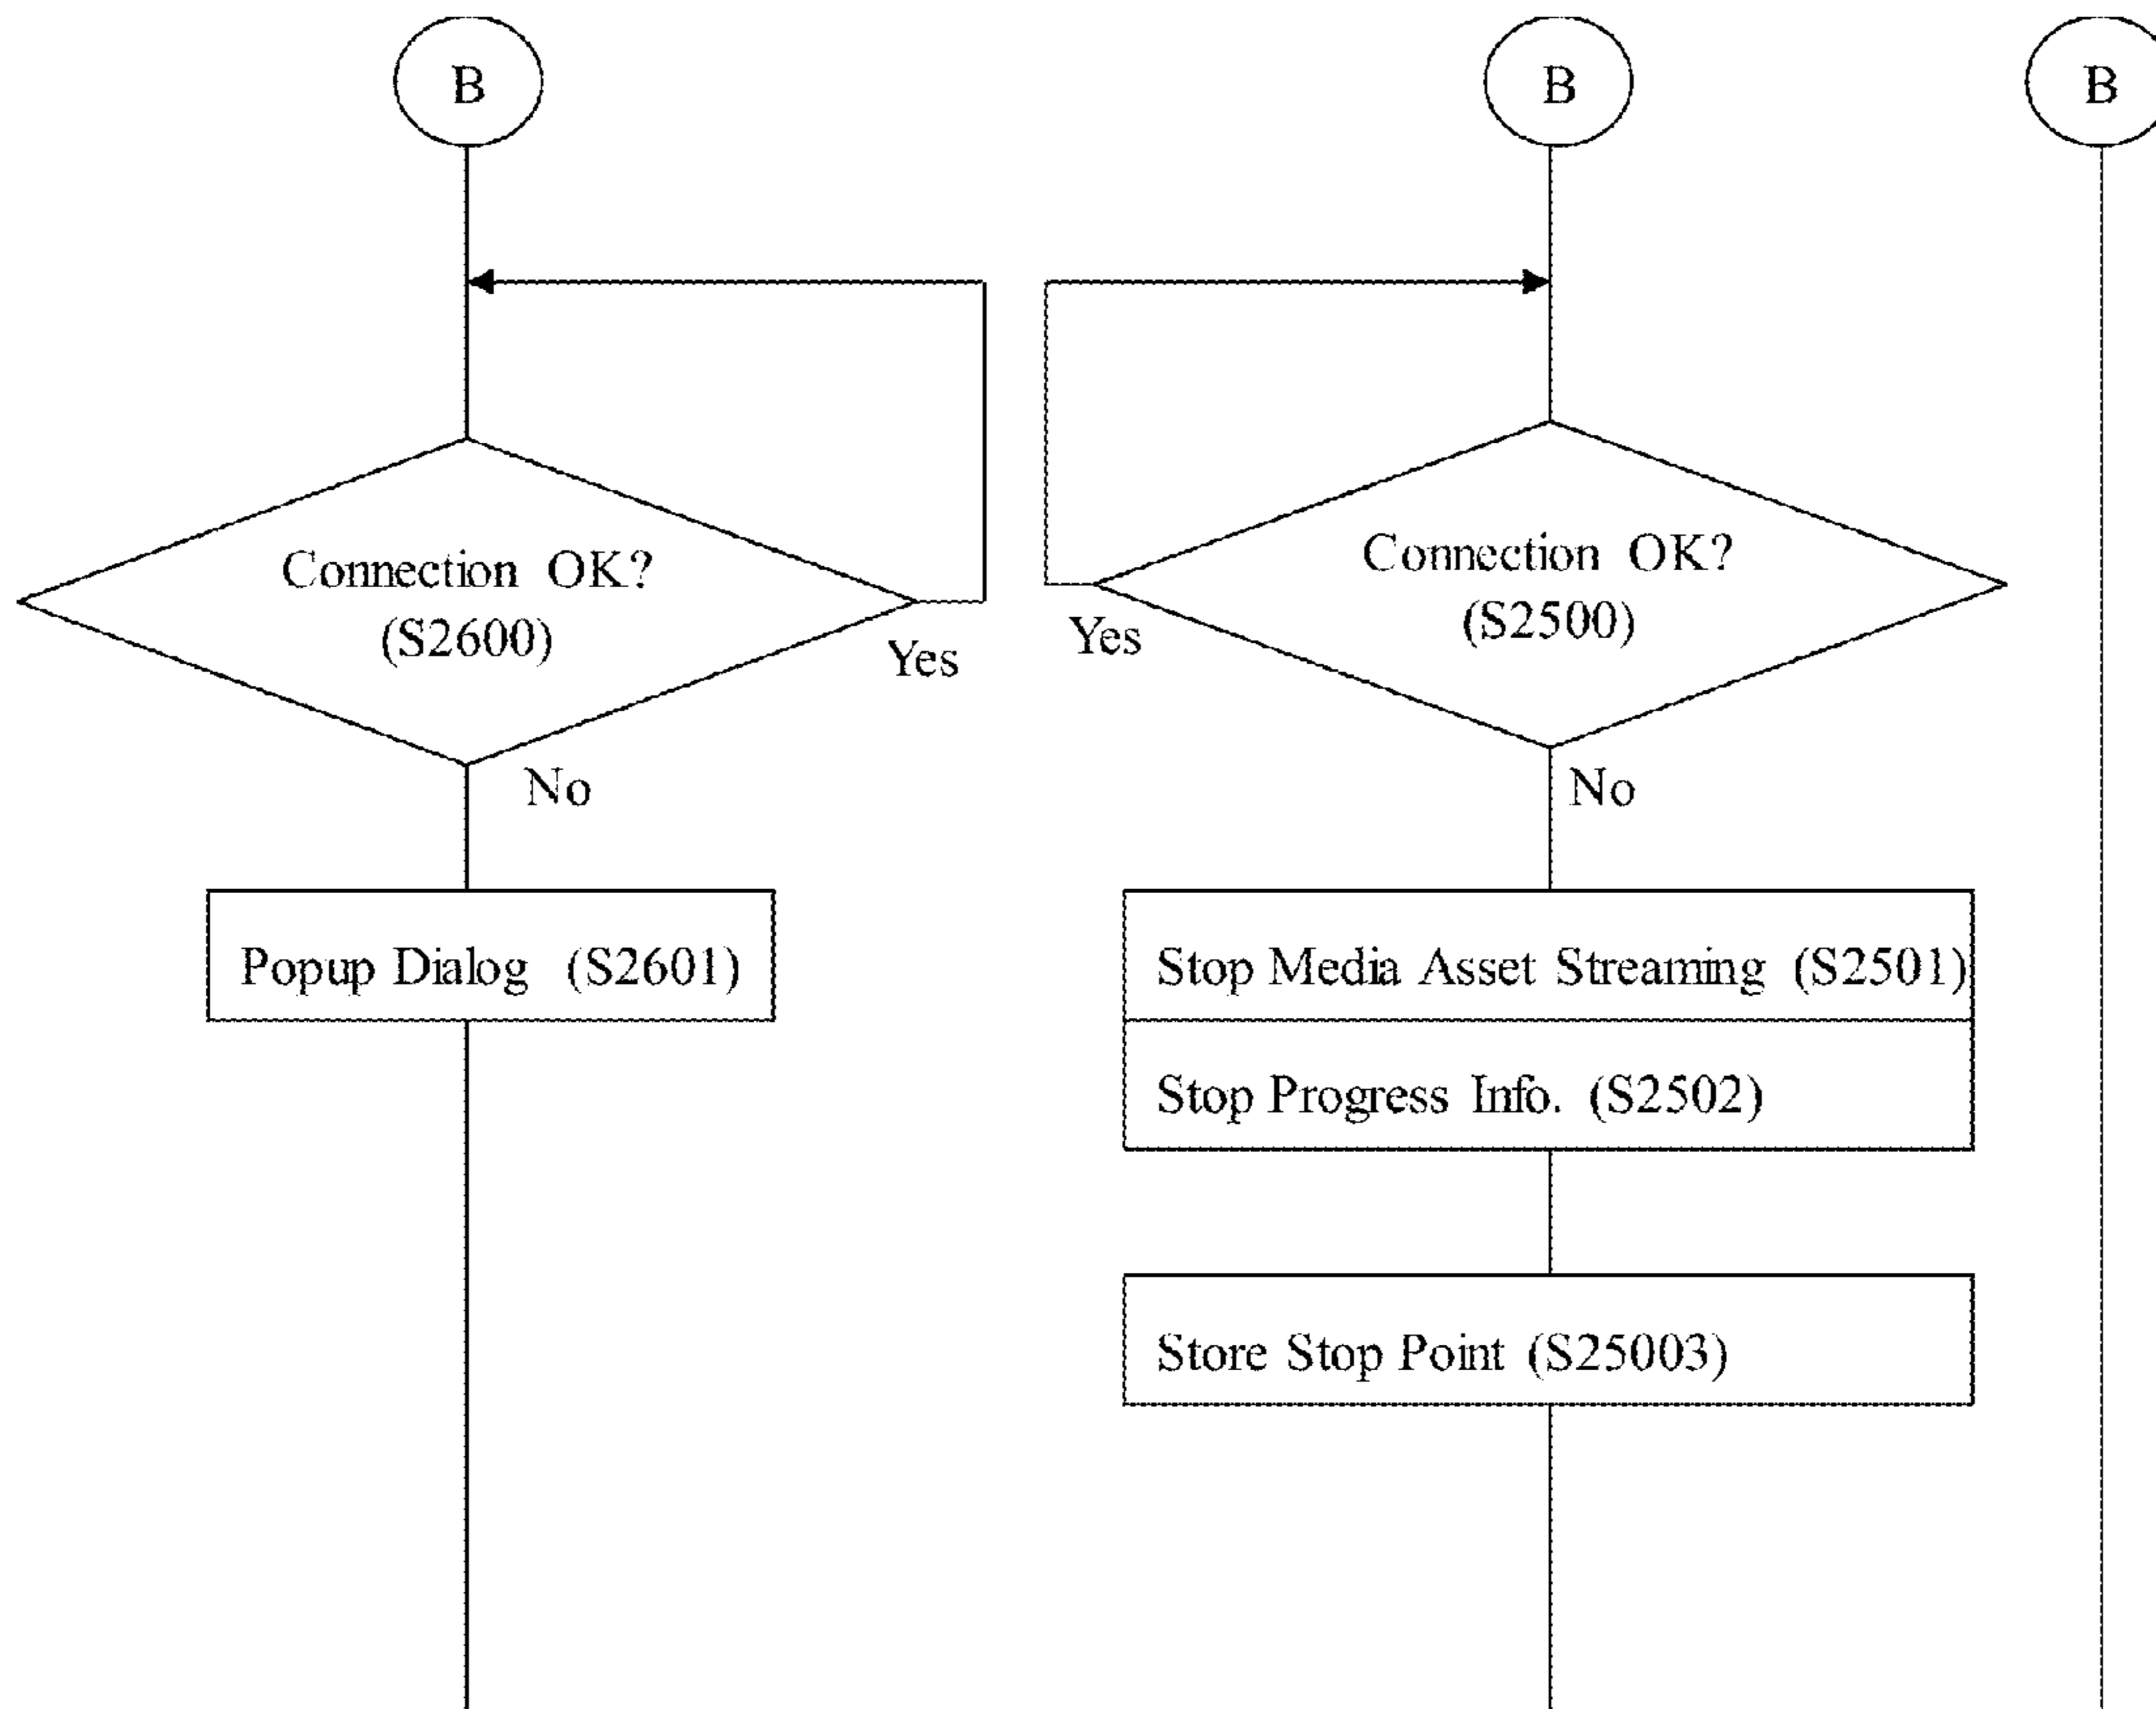 B
B
B
Connection OK?
(S2600)
Yes
No
Connection OK?
(S2500)
Yes
No
Popup Dialog (S2601)
Stop Media Asset Streaming (S2501)
Stop Progress Info. (S2502)
Store Stop Point (S25003)